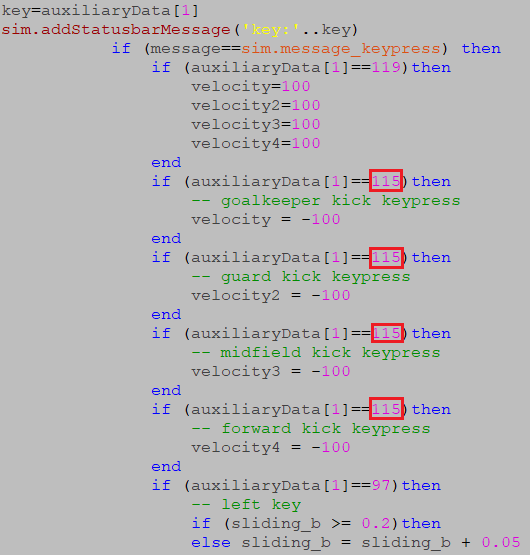 key=auxiliaryData[1]
sim.addStatusbarMessage('key:'..key)
if (message==sim.message_keypress) then
if (auxiliaryData[1]==119)then
velocity=100
velocity2=100
velocity3=100
velocity4=100
end
if (auxiliaryData[1]==115)then
-- goalkeeper kick keypress
velocity = -100
end
if (auxiliaryData[1]==115)then
-- guard kick keypress
velocity2 = -100
end
if (auxiliaryData[1]==115)then
-- midfield kick keypress
velocity3 = -100
end
if (auxiliaryData[1]==115)then
-- forward kick keypress
velocity4 = -100
end
if (auxiliaryData[1]==97)then
-- left key
if (sliding_b >= 0.2)then
else sliding_b = sliding_b + 0.05